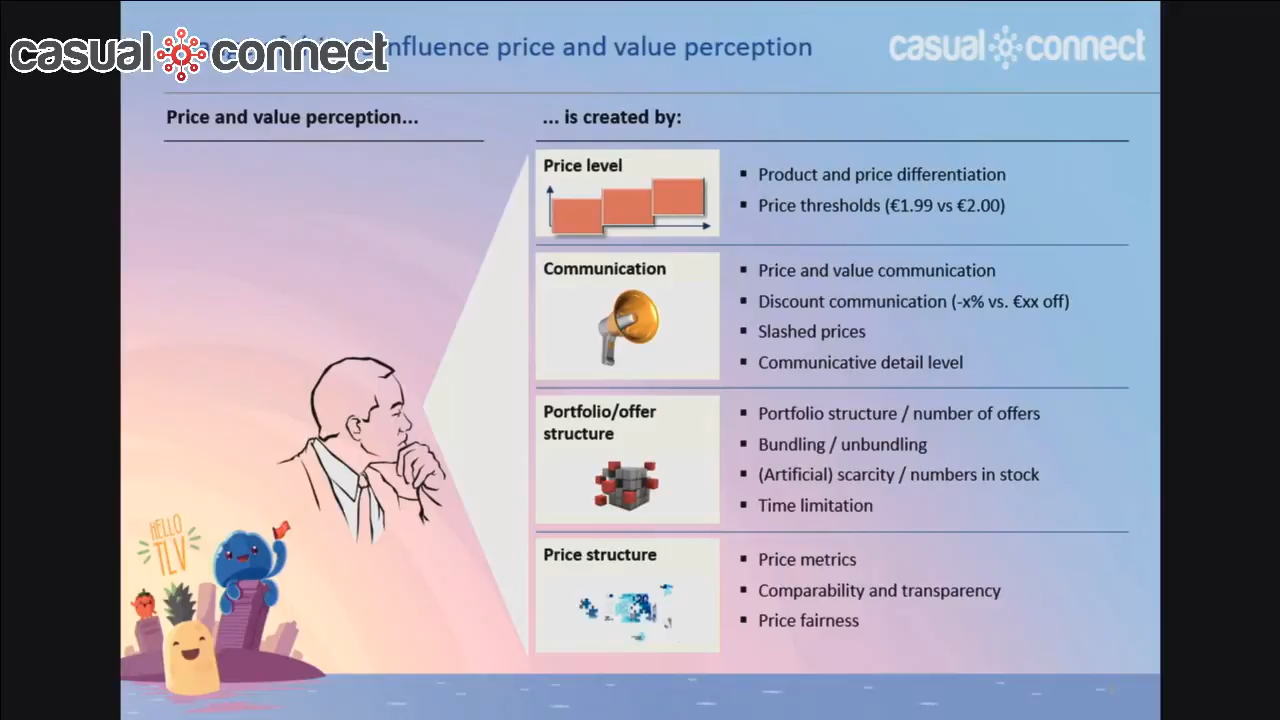 casual connect
influence price and value perception
casual connect
Price and value perception...
... is created by:
Price level
▪ Product and price differentiation
▪ Price thresholds (€1.99 vs €2.00)
Communication
▪ Price and value communication
▪ Discount communication (-x% vs. €xx off)
▪ Slashed prices
▪ Communicative detail level
Portfolio/offer
structure
▪ Portfolio structure / number of offers
▪ Bundling / unbundling
▪ (Artificial) scarcity / numbers in stock
▪ Time limitation
Price structure
▪ Price metrics
▪ Comparability and transparency
▪ Price fairness
HELLO
TLV